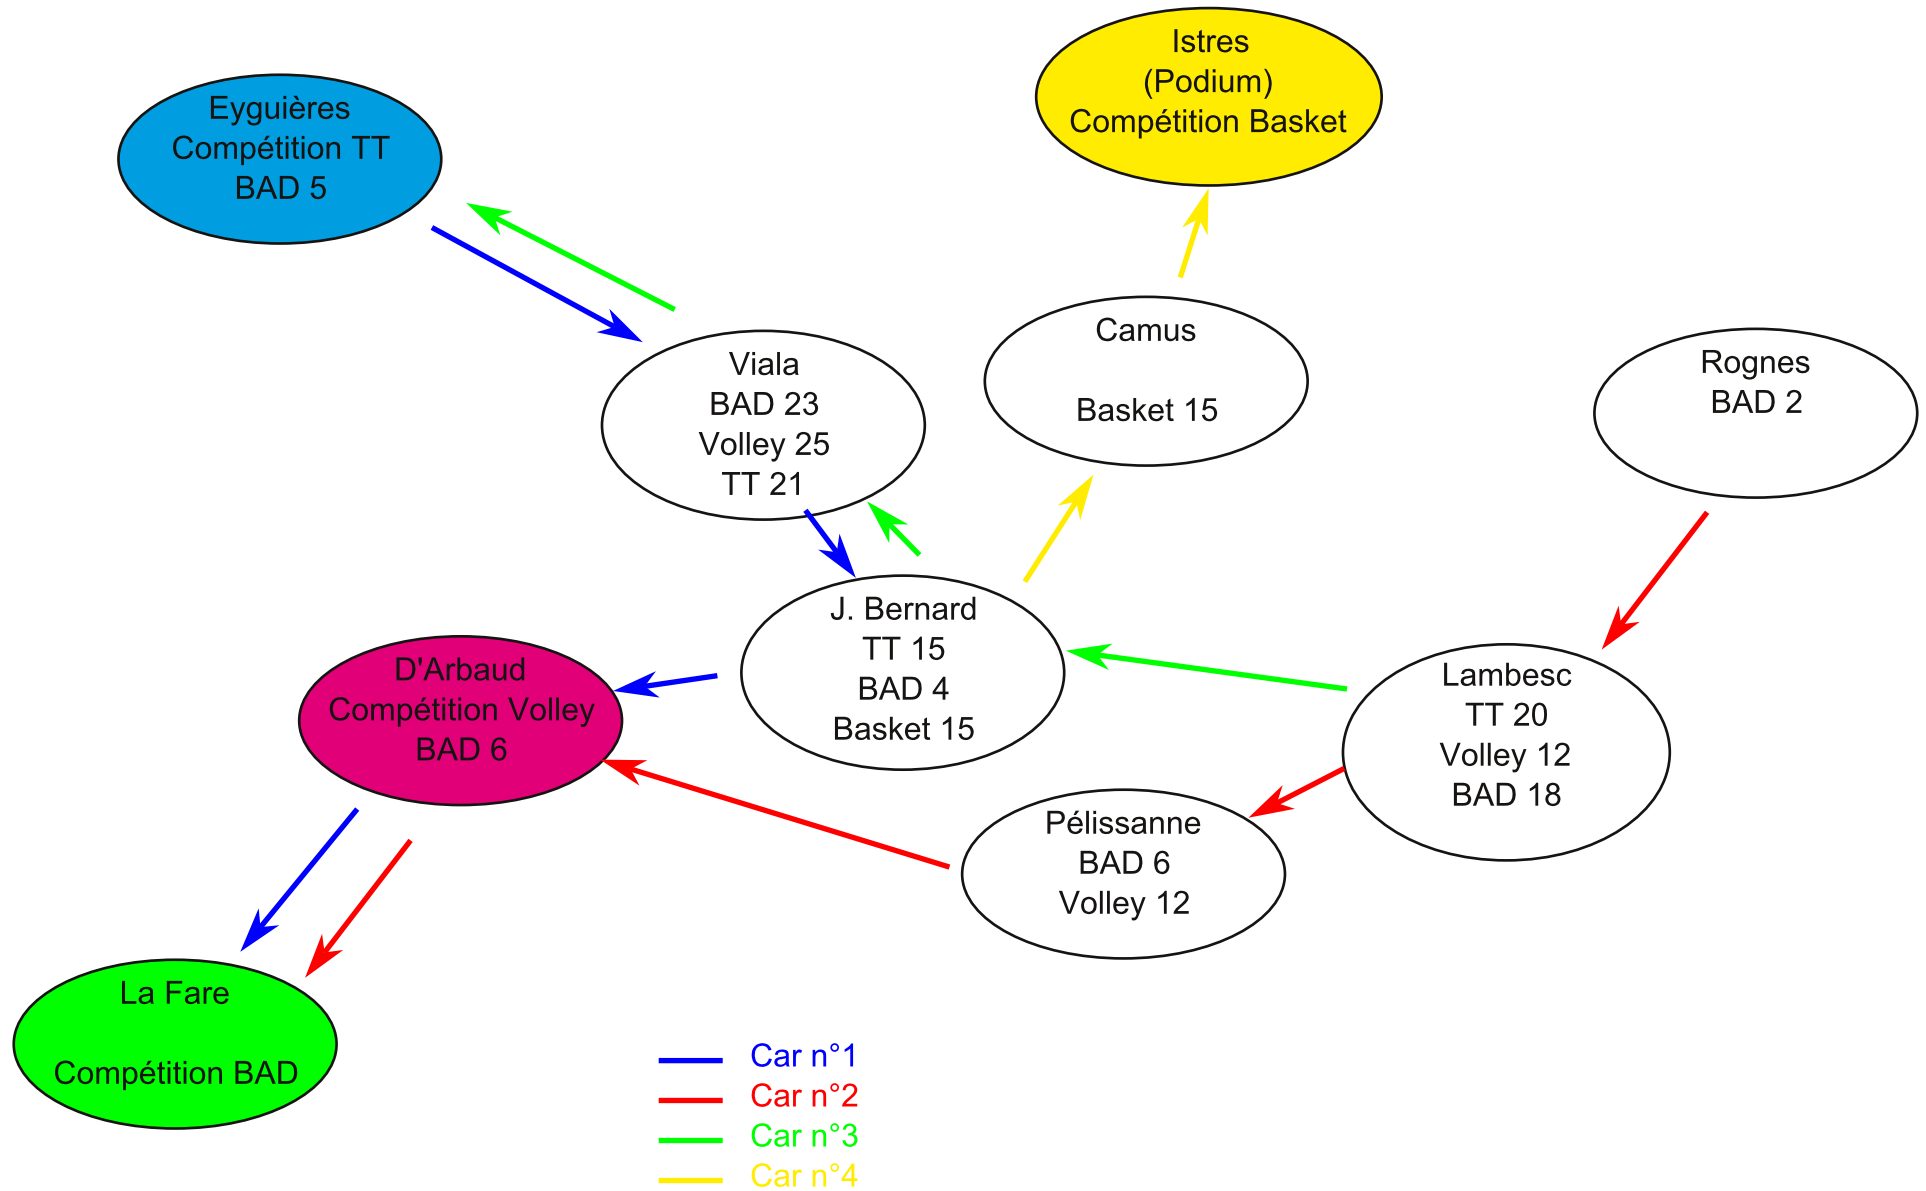 Istres
(Podium)
Compétition Basket
Eyguières
Compétition TT
BAD 5
Camus
Basket 15
Rognes
BAD 2
Viala
BAD 23
Volley 25
TT 21
J. Bernard
TT 15
BAD 4
Basket 15
D'Arbaud
Compétition Volley
BAD 6
Lambesc
TT 20
Volley 12
BAD 18
Pélissanne
BAD 6
Volley 12
La Fare
Compétition BAD
Car n°1
Car n°2
Car n°3
Car n°4